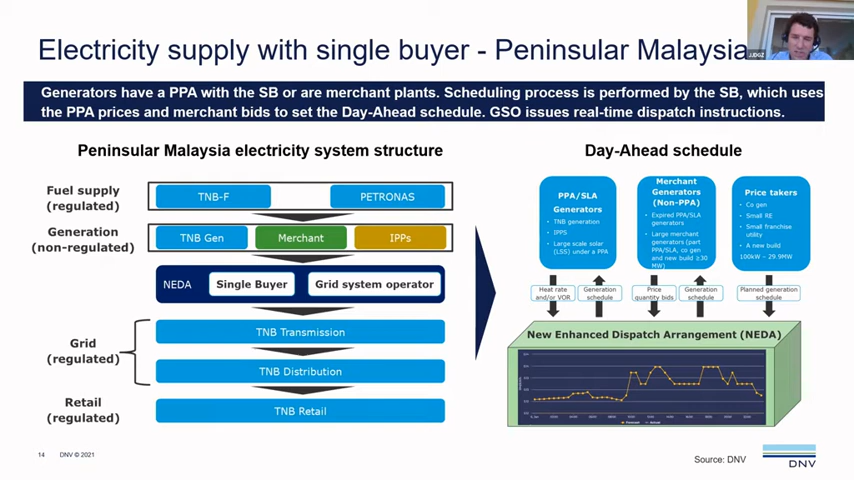 Electricity supply with single buyer - Peninsular Malaysia
JJDGZ
Generators have a PPA with the SB or are merchant plants. Scheduling process is performed by the SB, which uses
the PPA prices and merchant bids to set the Day-Ahead schedule. GSO issues real-time dispatch instructions.
Peninsular Malaysia electricity system structure
Fuel supply
(regulated)
TNB-F
PETRONAS
Generation
(non-regulated)
TNB Gen
Merchant
IPPs
NEDA
Single Buyer
Grid system operator
Grid
(regulated)
TNB Transmission
TNB Distribution
Retail
(regulated)
TNB Retail
Day-Ahead schedule
PPA/SLA
Generators
• TNB generation
• IPPS
• Large scale solar
(LSS) under a PPA
Merchant
Generators
(Non-PPA)
• Expired PPA/SLA
generators
• Large merchant
generators (part
PPA/SLA, co gen
and new build ≥30
MW)
Price takers
• Co gen
• Small RE
• Small franchise
utility
• A new build
100kW – 29.9MW
Heat rate
and/or VOR
Generation
schedule
Price
quantity bids
Generation
schedule
Planned generation
schedule
New Enhanced Dispatch Arrangement (NEDA)
Forecast
Actual
14
DNV © 2021
Source: DNV
DNV